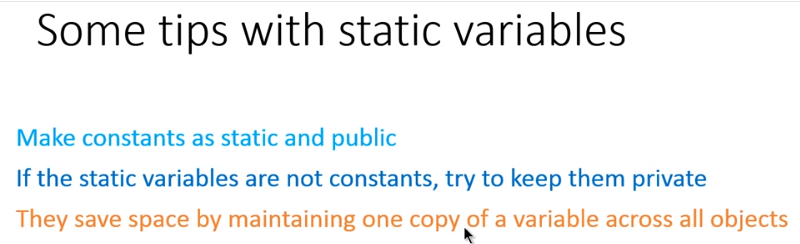 Some tips with static variables
Make constants as static and public
If the static variables are not constants, try to keep them private
They save space by maintaining one copy of a variable across all objects